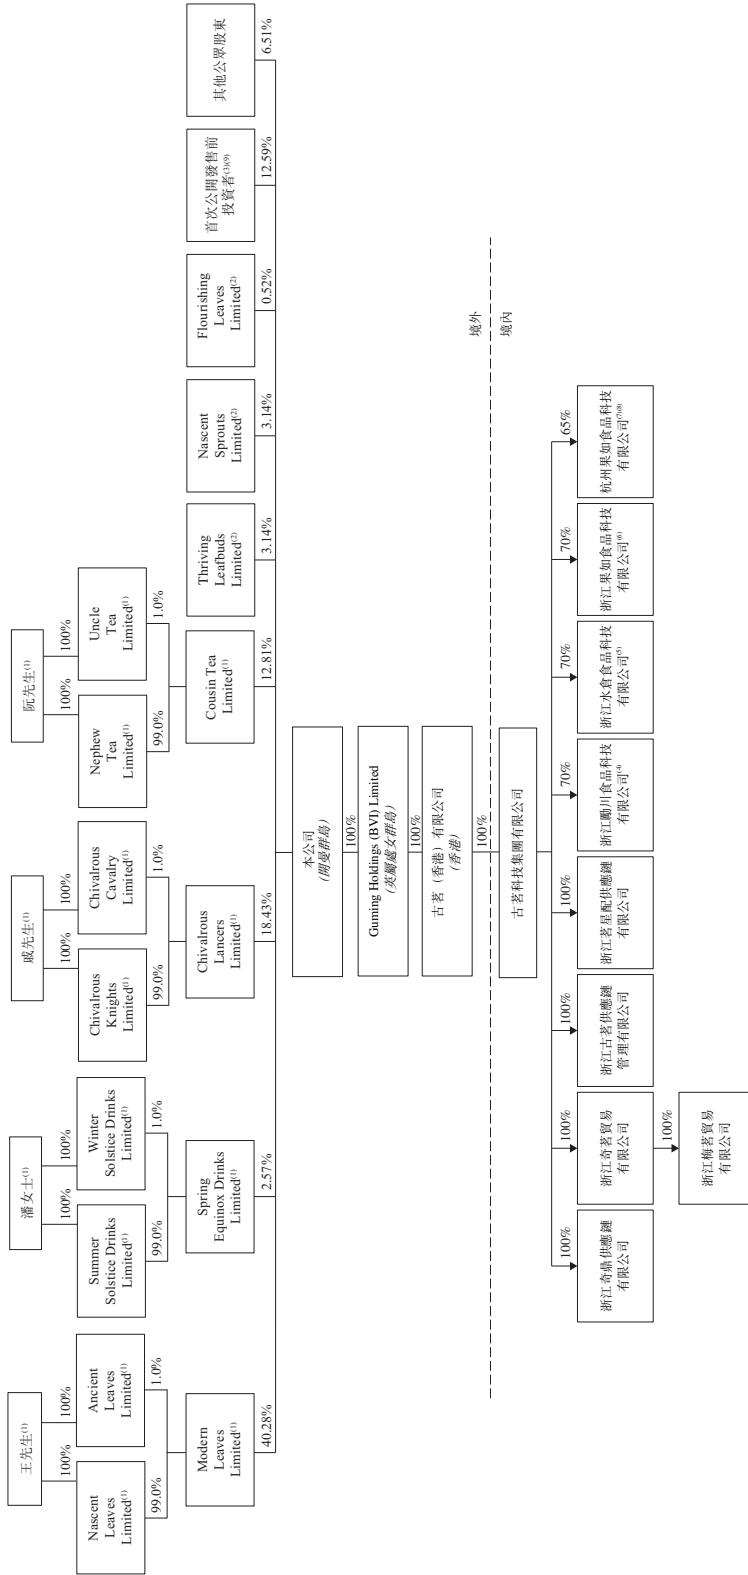 王先生(1)
潘女士(1)
戚先生(1)
阮先生(1)
100%
100%
100%
100%
100%
100%
100%
100%
Nascent
Leaves
Limited(1)
Ancient
Leaves
Limited(1)
Summer
Solstice Drinks
Limited(1)
Winter
Solstice Drinks
Limited(1)
Chivalrous
Knights
Limited(1)
Chivalrous
Cavalry
Limited(1)
Nephew
Tea
Limited(1)
Uncle
Tea
Limited(1)
99.0%
1.0%
99.0%
1.0%
99.0%
1.0%
99.0%
1.0%
Modern
Leaves
Limited(1)
Spring
Equinox Drinks
Limited(1)
Chivalrous
Lancers
Limited(1)
Cousin Tea
Limited(1)
Thriving
Leafbuds
Limited(2)
Nascent
Sprouts
Limited(2)
Flourishing
Leaves
Limited(2)
首次公開發售前
投資者(3)(9)
其他公眾股東
40.28%
2.57%
18.43%
12.81%
3.14%
3.14%
0.52%
12.59%
6.51%
本公司
(開曼群島)
100%
Guming Holdings (BVI) Limited
(英屬處女群島)
100%
古茗（香港）有限公司
(香港)
100%
境外
境內
古茗科技集團有限公司
100%
100%
100%
100%
70%
70%
70%
65%
浙江奇鼎供應鏈
有限公司
浙江奇茗貿易
有限公司
浙江古茗供應鏈
管理有限公司
浙江茗星配供應鏈
有限公司
浙江勵川食品科技
有限公司(4)
浙江水倉食品科技
有限公司(5)
浙江果如食品科技
有限公司(6)
杭州果如食品科技
有限公司(7)(8)
100%
浙江梅茗貿易
有限公司